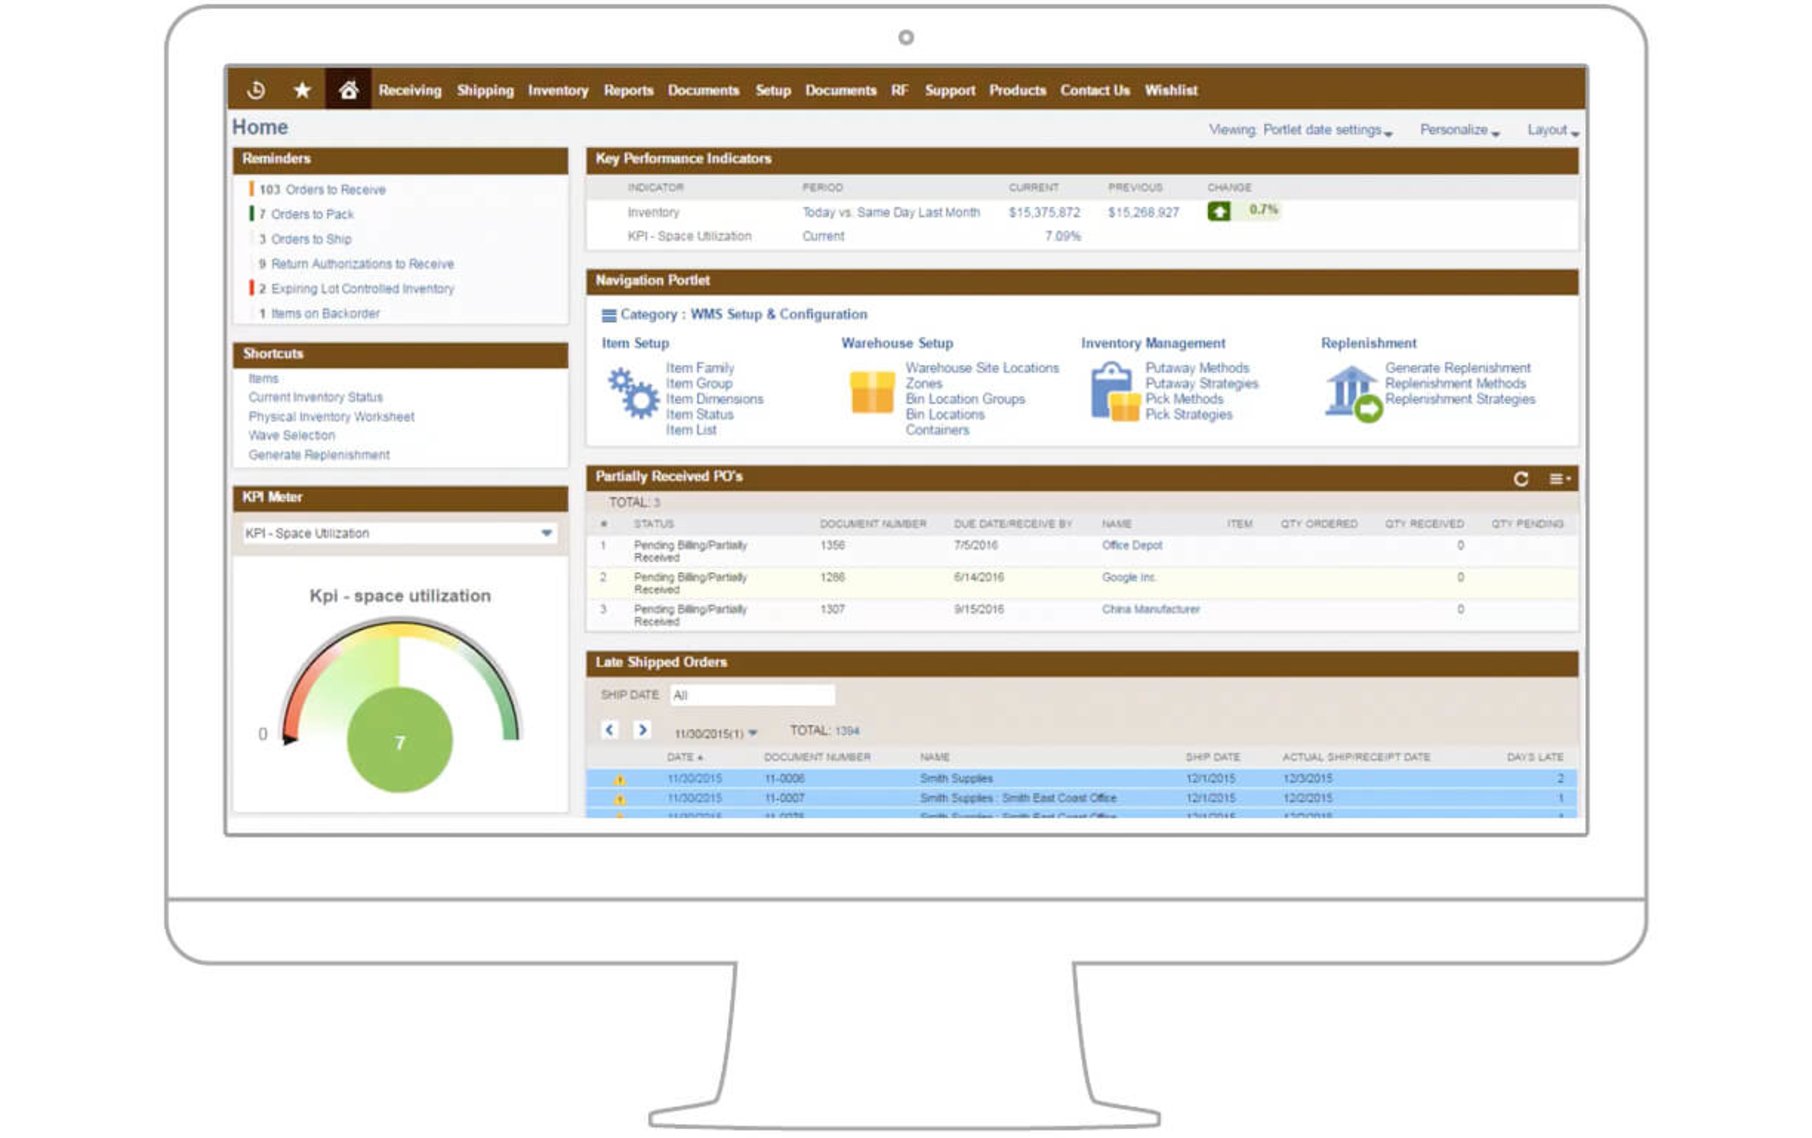 Receiving Shipping Inventory Reports Documents Setup Documents RF Support Products Contact Us Wishlist
Home
Viewing: Portlet date settings Personalize Layout
Reminders
103 Orders to Receive
7 Orders to Pack
3 Orders to Ship
9 Return Authorizations to Receive
2 Expiring Lot Controlled Inventory
1 Items on Backorder
Shortcuts
Items
Current Inventory Status
Physical Inventory Worksheet
Wave Selection
Generate Replenishment
KPI Meter
KPI - Space Utilization
Kpi - space utilization
0
7
Key Performance Indicators
INDICATOR PERIOD CURRENT PREVIOUS CHANGE
Inventory Today vs. Same Day Last Month $15,375,872 $15,268,927 0.7%
KPI - Space Utilization Current 7.09%
Navigation Portlet
Category : WMS Setup & Configuration
Item Setup
Item Family
Item Group
Item Dimensions
Item Status
Item List
Warehouse Setup
Warehouse Site Locations
Zones
Bin Location Groups
Bin Locations
Containers
Inventory Management
Putaway Methods
Putaway Strategies
Pick Methods
Pick Strategies
Replenishment
Generate Replenishment
Replenishment Methods
Replenishment Strategies
Partially Received PO's
TOTAL: 3
# STATUS DOCUMENT NUMBER DUE DATE/RECEIVE BY NAME ITEM QTY ORDERED QTY RECEIVED QTY PENDING
1 Pending Billing/Partially Received 1356 7/5/2016 Office Depot 0
2 Pending Billing/Partially Received 1286 6/14/2016 Google Inc. 0
3 Pending Billing/Partially Received 1307 9/15/2016 China Manufacturer 0
Late Shipped Orders
SHIP DATE All
11/30/2015(1) TOTAL: 1394
DATE DOCUMENT NUMBER NAME SHIP DATE ACTUAL SHIP/RECEIPT DATE DAYS LATE
11/30/2015 11-0006 Smith Supplies 12/1/2015 12/3/2015 2
11/30/2015 11-0007 Smith Supplies : Smith East Coast Office 12/1/2015 12/2/2015 1